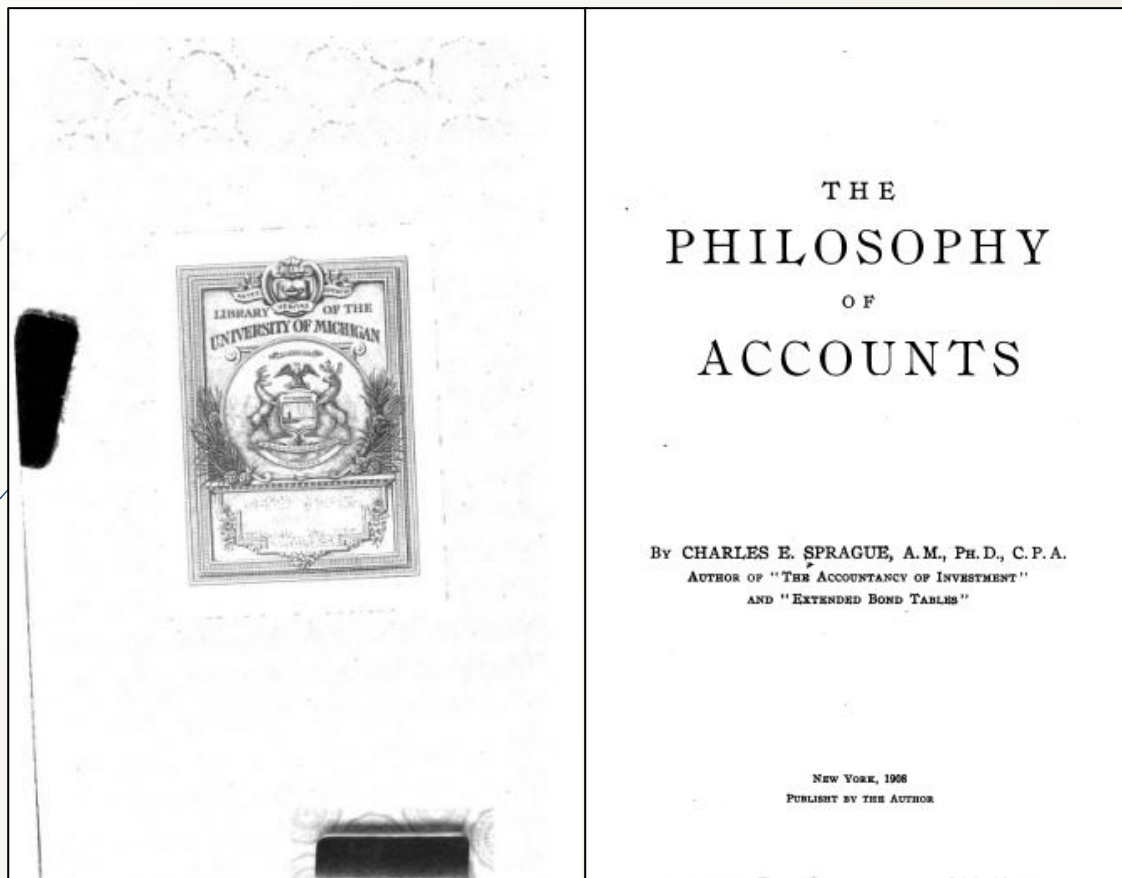 LIBRARY OF THE
UNIVERSITY OF MICHIGAN
THE
PHILOSOPHY
OF
ACCOUNTS
BY CHARLES E. SPRAGUE, A.M., PH.D., C.P.A.
AUTHOR OF "THE ACCOUNTANCY OF INVESTMENT"
AND "EXTENDED BOND TABLES"
NEW YORK, 1908
PUBLISHT BY THE AUTHOR